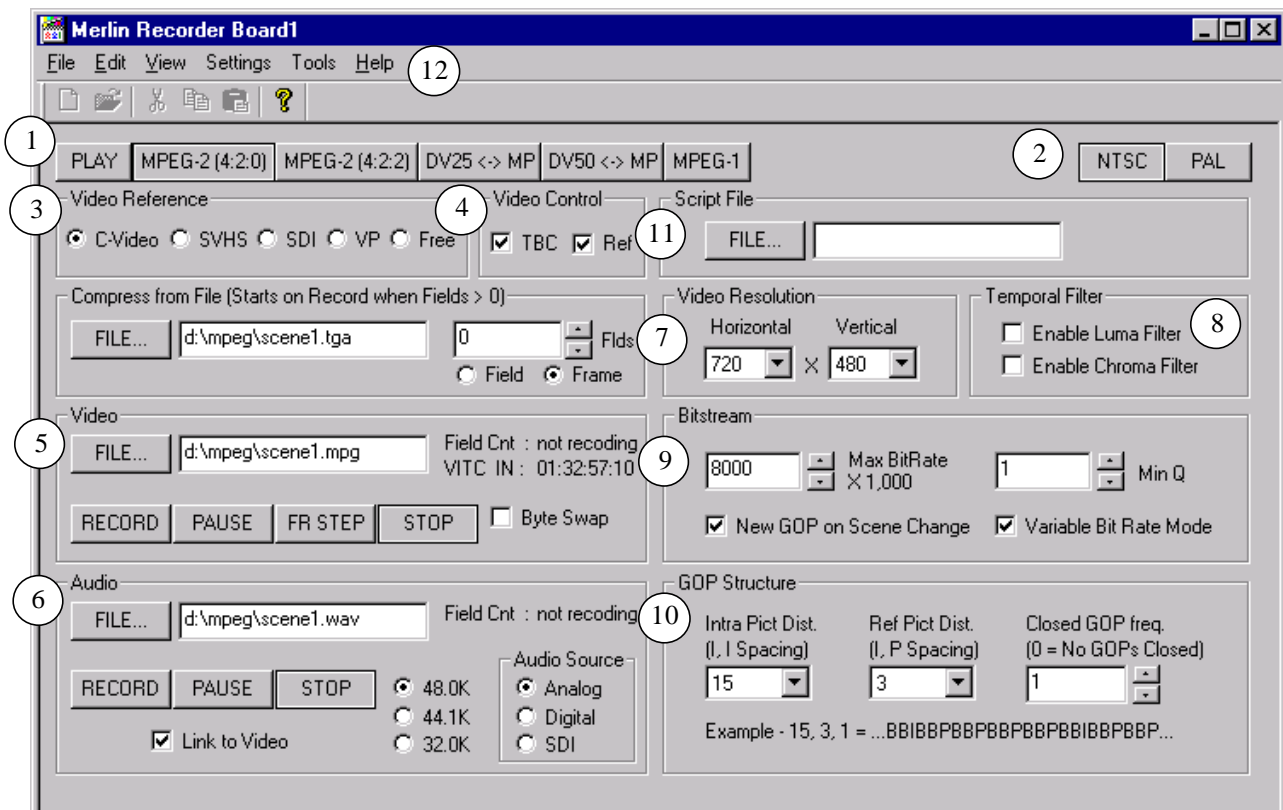 Merlin Recorder Board1
File Edit View Settings Tools Help
12
1
PLAY MPEG-2 (4:2:0) MPEG-2 (4:2:2) DV25 <-> MP DV50 <-> MP MPEG-1
2
NTSC PAL
3
Video Reference
C-Video SVHS SDI VP Free
4
Video Control
TBC Ref
11
Script File
FILE...
Compress from File (Starts on Record when Fields > 0)
FILE... d:\mpeg\scene1.tga 0 Flds
Field Frame
7
Video Resolution
Horizontal Vertical
720 X 480
Temporal Filter
8
Enable Luma Filter
Enable Chroma Filter
Video
5
FILE... d:\mpeg\scene1.mpg
Field Cnt : not recoding
VITC IN : 01:32:57:10
RECORD PAUSE FR STEP STOP Byte Swap
Bitstream
9
8000 Max BitRate
X 1,000
1 Min Q
New GOP on Scene Change Variable Bit Rate Mode
Audio
6
FILE... d:\mpeg\scene1.wav Field Cnt : not recoding
RECORD PAUSE STOP
Link to Video
48.0K
44.1K
32.0K
Audio Source
Analog
Digital
SDI
GOP Structure
10
Intra Pict Dist.
(I, I Spacing)
15
Ref Pict Dist.
(I, P Spacing)
3
Closed GOP freq.
(0 = No GOPs Closed)
1
Example - 15, 3, 1 = ...BBIBBPBBPBBPBBPBBIBBPBBP...